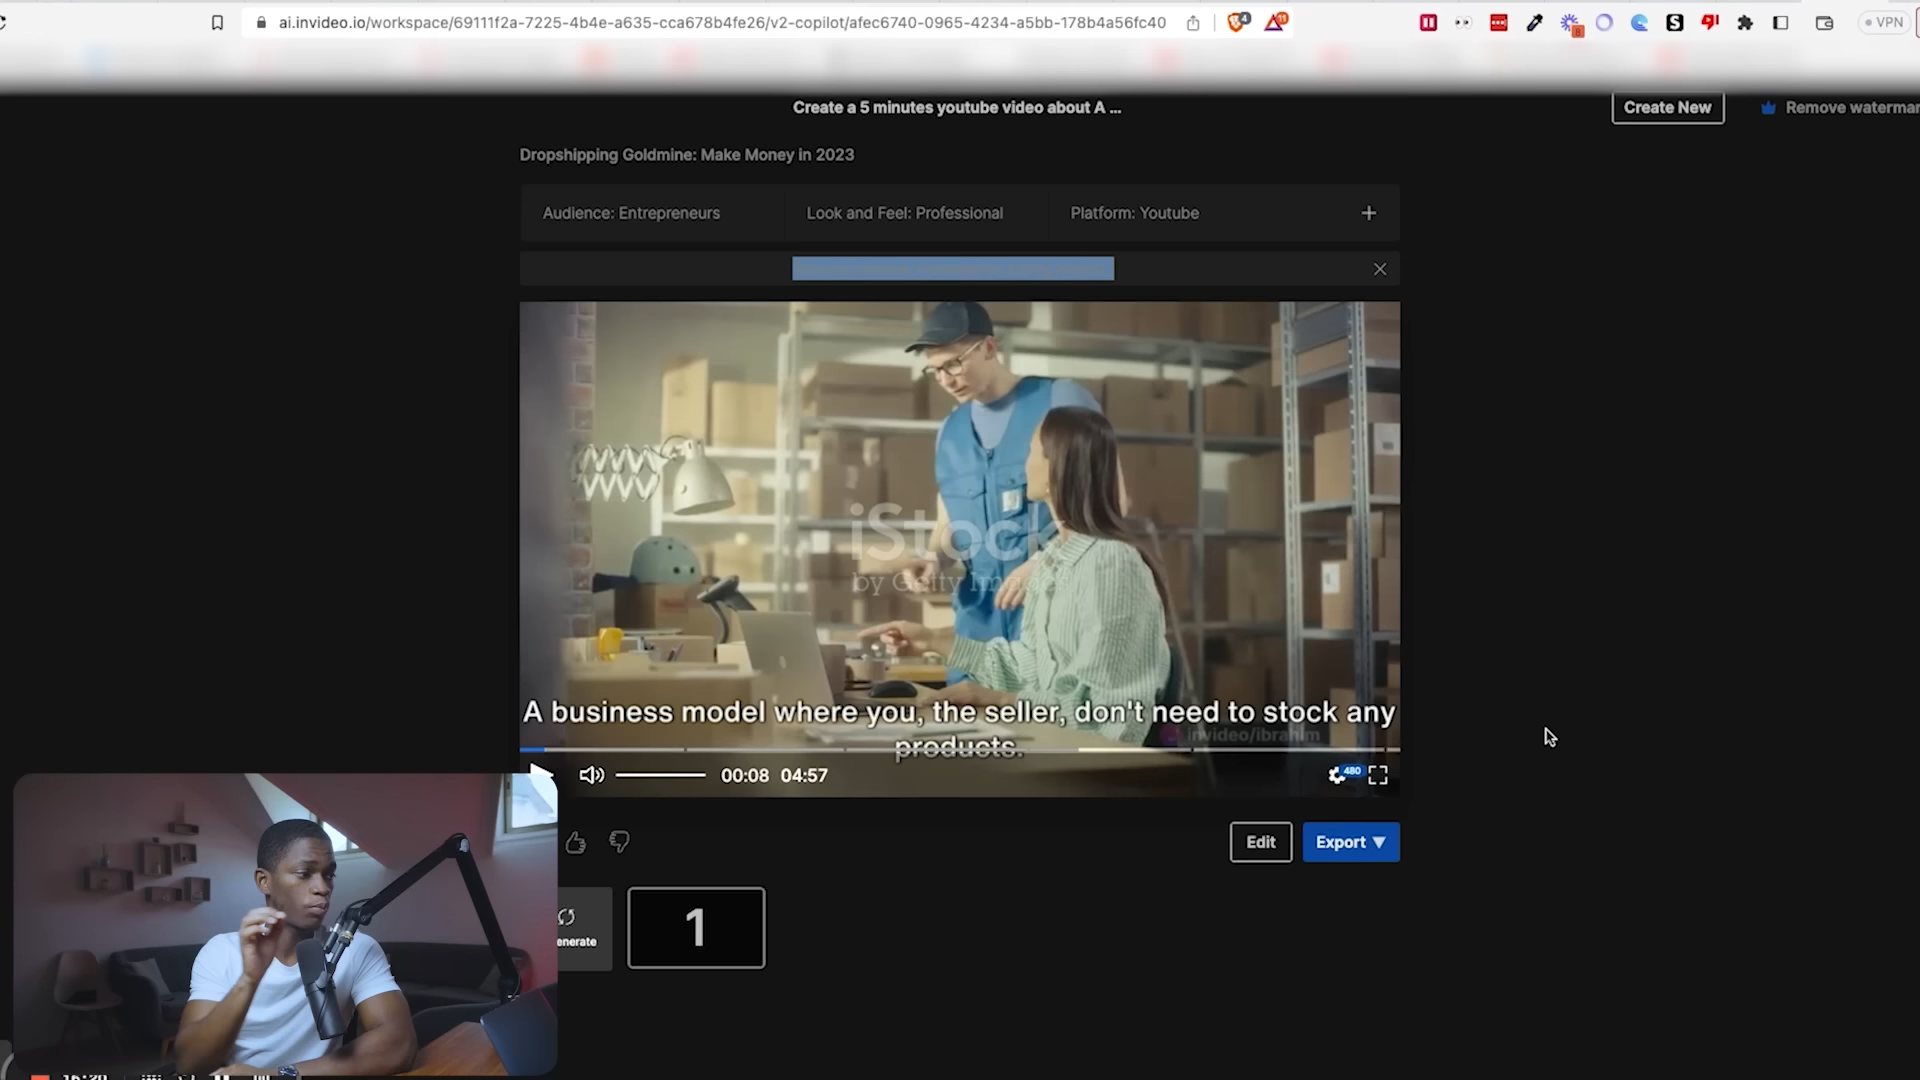 ai.invideo.io/workspace/69111f2a-7225-4b4e-a635-cca678b4fe26/v2-copilot/afec6740-0965-4234-a5bb-178b4a56fc40
4
11
8
VPN
Create a 5 minutes youtube video about A ...
Create New
Remove watermar
Dropshipping Goldmine: Make Money in 2023
Audience: Entrepreneurs
Look and Feel: Professional
Platform: Youtube
iStock
by Getty Images
A business model where you, the seller, don't need to stock any
products.
invideo/ibrahim
00:08 04:57
480
Edit
Export
enerate
1